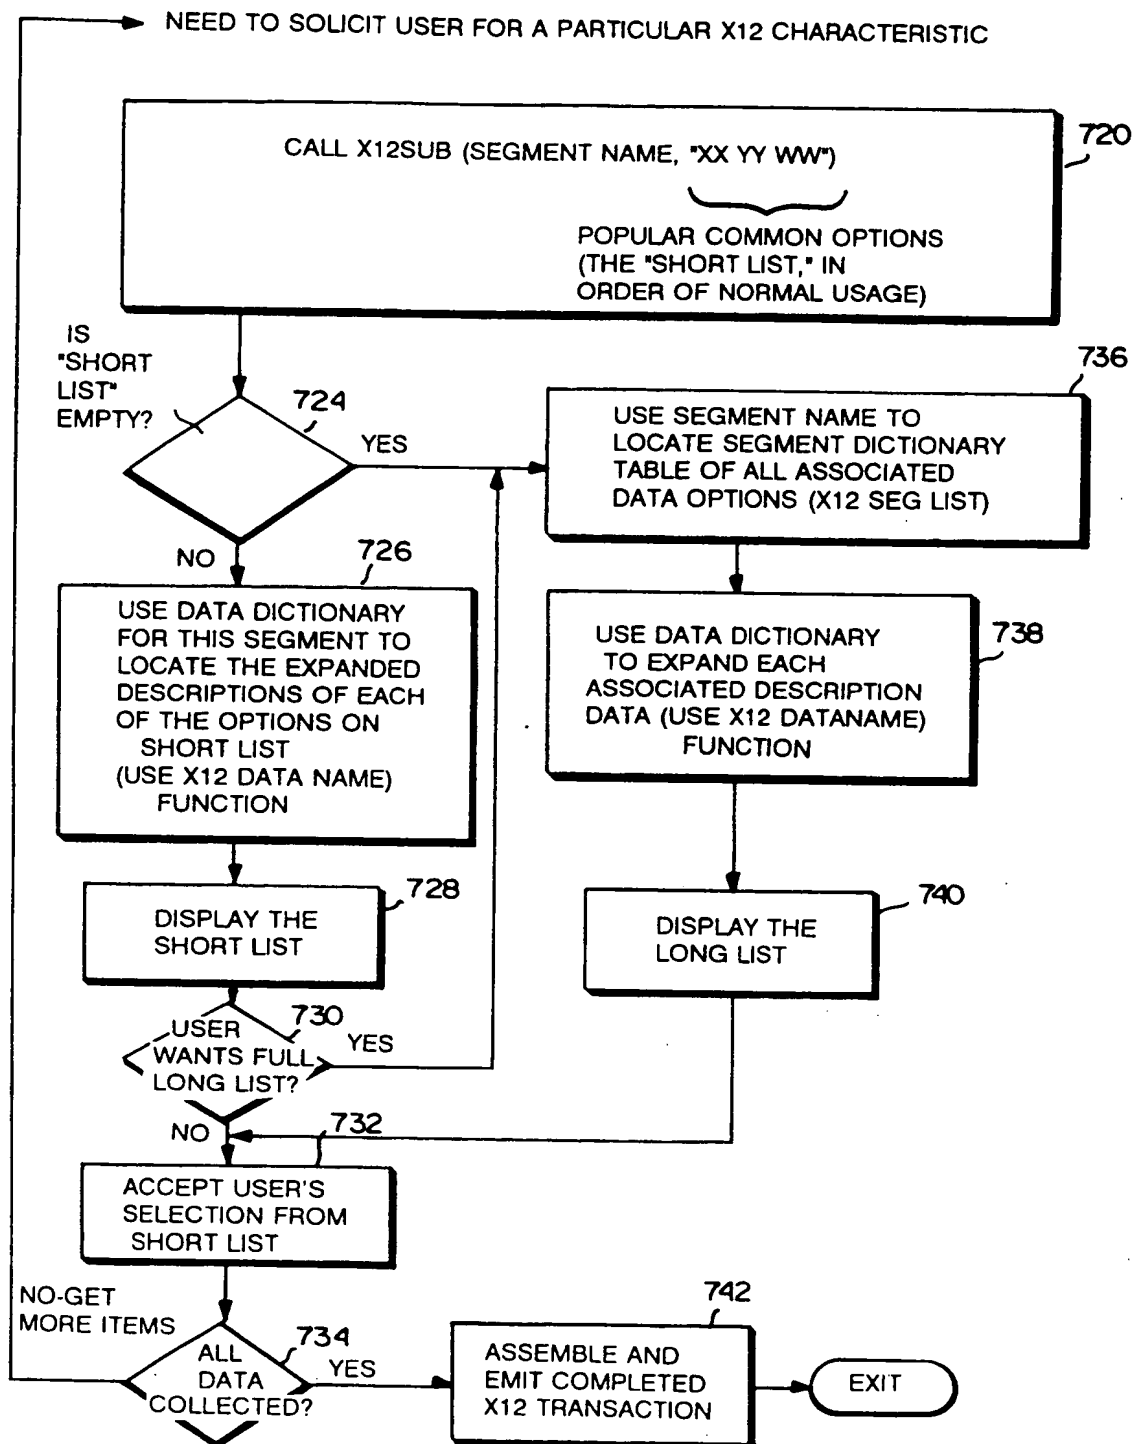 NEED TO SOLICIT USER FOR A PARTICULAR X12 CHARACTERISTIC
720
CALL X12SUB (SEGMENT NAME, "XX YY WW")
POPULAR COMMON OPTIONS
(THE "SHORT LIST," IN
ORDER OF NORMAL USAGE)
IS
"SHORT
LIST"
EMPTY?
724
YES
NO
736
USE SEGMENT NAME TO
LOCATE SEGMENT DICTIONARY
TABLE OF ALL ASSOCIATED
DATA OPTIONS (X12 SEG LIST)
726
USE DATA DICTIONARY
FOR THIS SEGMENT TO
LOCATE THE EXPANDED
DESCRIPTIONS OF EACH
OF THE OPTIONS ON
SHORT LIST
(USE X12 DATA NAME)
FUNCTION
738
USE DATA DICTIONARY
TO EXPAND EACH
ASSOCIATED DESCRIPTION
DATA (USE X12 DATANAME)
FUNCTION
728
DISPLAY THE
SHORT LIST
740
DISPLAY THE
LONG LIST
730
USER
WANTS FULL
LONG LIST?
YES
NO
732
ACCEPT USER'S
SELECTION FROM
SHORT LIST
NO-GET
MORE ITEMS
734
ALL
DATA
COLLECTED?
YES
742
ASSEMBLE AND
EMIT COMPLETED
X12 TRANSACTION
EXIT